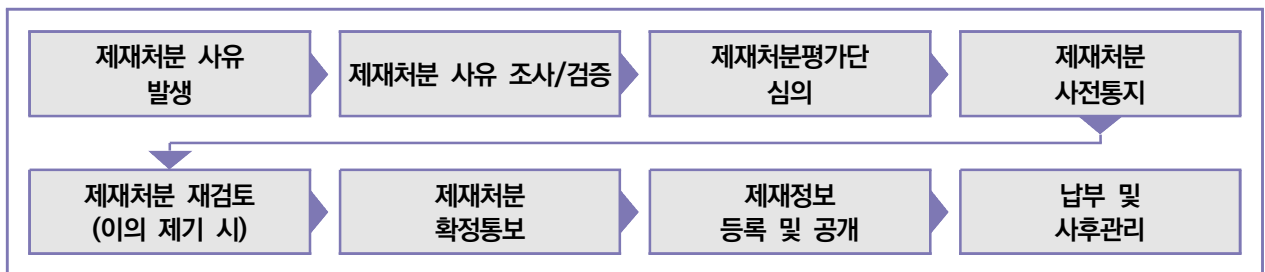 제재처분 사유
발생
제재처분 사유 조사/검증
제재처분평가단
심의
제재처분
사전통지
제재처분 재검토
(이의 제기 시)
제재처분
확정통보
제재정보
등록 및 공개
납부 및
사후관리